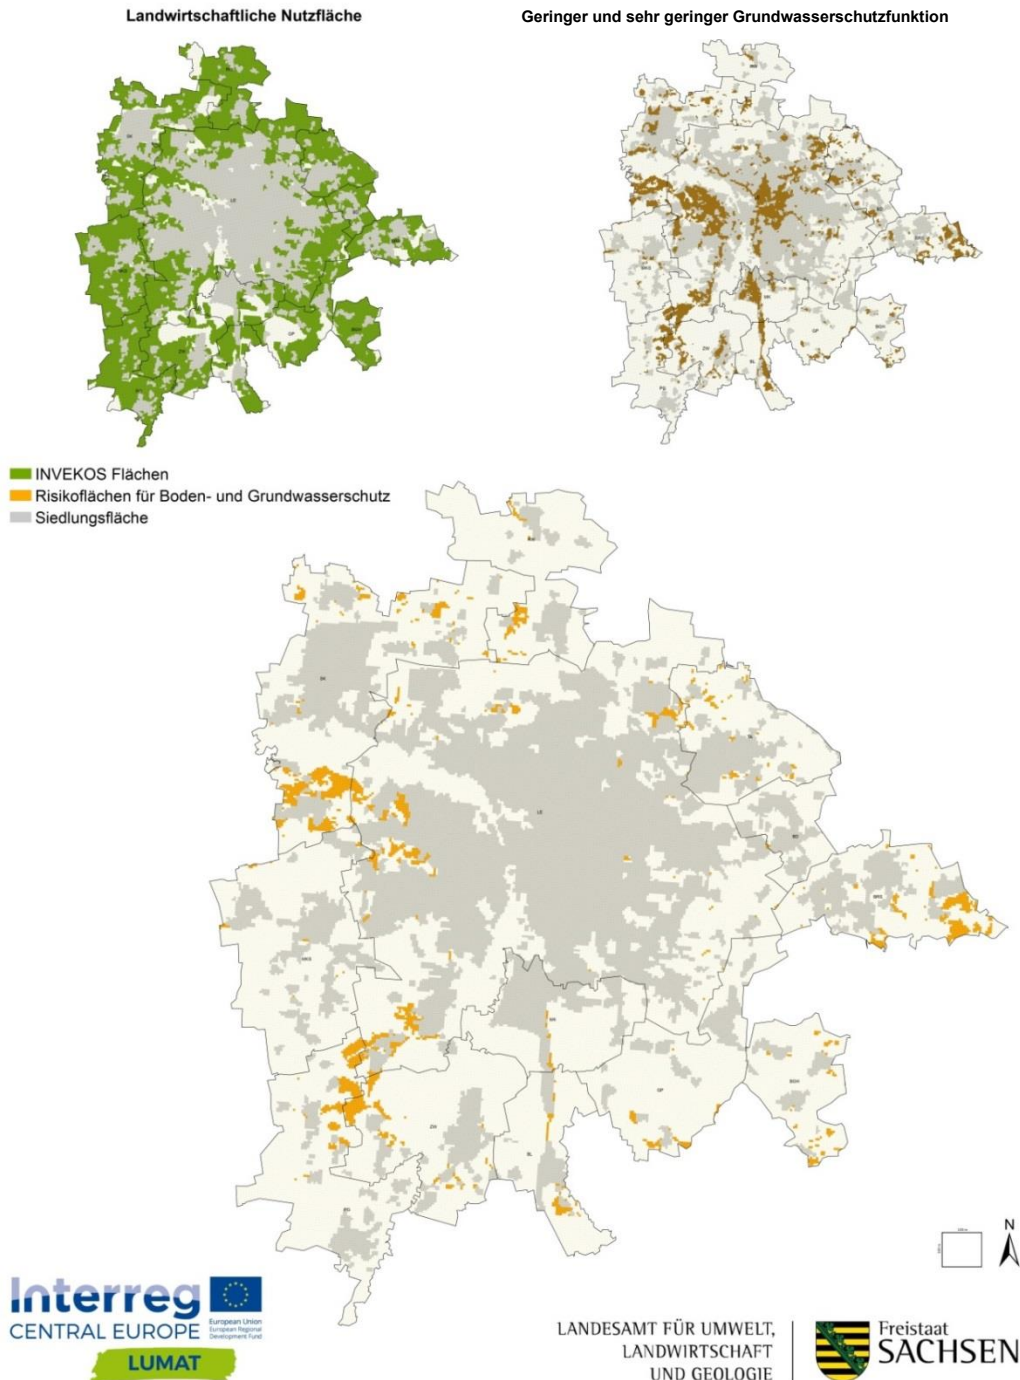 Landwirtschaftliche Nutzfläche
Geringer und sehr geringer Grundwasserschutzfunktion
INVEKOS Flächen
Risikoflächen für Boden- und Grundwasserschutz
Siedlungsfläche
N
Interreg
CENTRAL EUROPE
European Union
European Regional
Development Fund
LUMAT
LANDESAMT FÜR UMWELT,
LANDWIRTSCHAFT
UND GEOLOGIE
Freistaat
SACHSEN